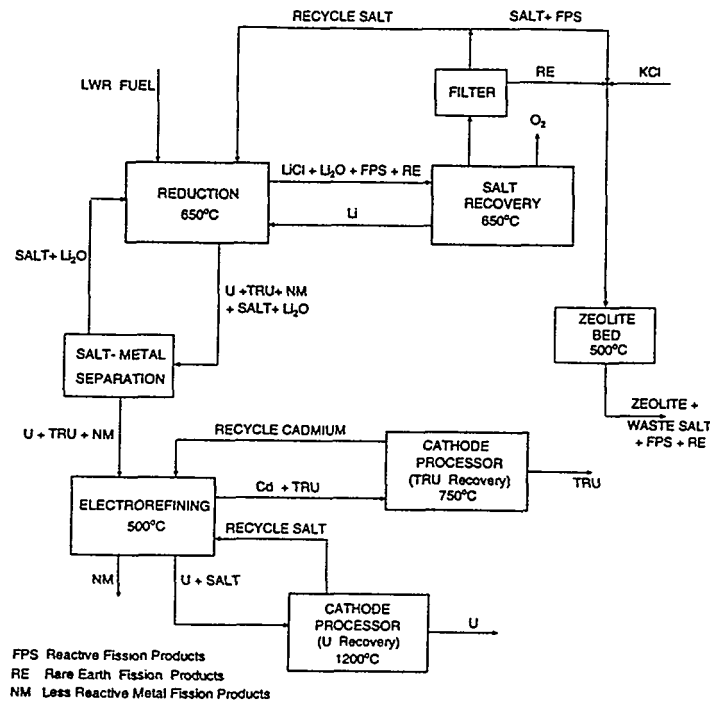 RECYCLE SALT
SALT+ FPS
LWR FUEL
FILTER
RE
KCl
O₂
REDUCTION
650°C
LiCl + Li₂O + FPS + RE
Li
SALT
RECOVERY
650°C
SALT+ Li₂O
U +TRU+ NM
+ SALT+ Li₂O
ZEOLITE
BED
500°C
SALT- METAL
SEPARATION
ZEOLITE +
WASTE SALT
+ FPS + RE
U + TRU + NM
RECYCLE CADMIUM
CATHODE
PROCESSOR
(TRU Recovery)
750°C
TRU
ELECTROREFINING
500°C
Cd + TRU
RECYCLE SALT
NM
U + SALT
CATHODE
PROCESSOR
(U Recovery)
1200°C
U
FPS Reactive Fission Products
RE Rare Earth Fission Products
NM Less Reactive Metal Fission Products